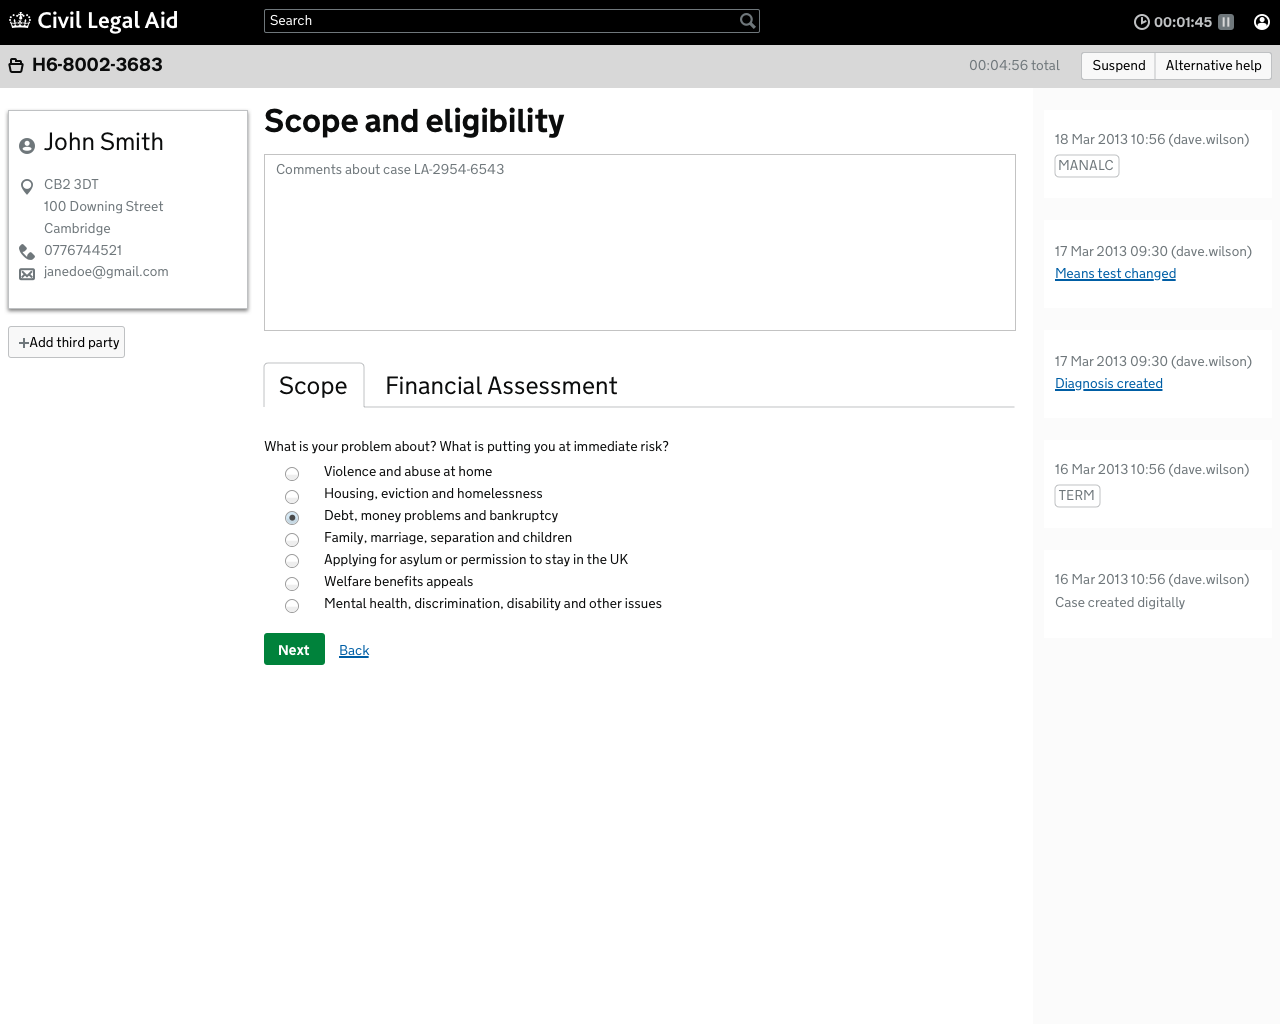 Civil Legal Aid
Search
00:01:45
H6-8002-3683
00:04:56 total
Suspend
Alternative help
John Smith
CB2 3DT
100 Downing Street
Cambridge
0776744521
janedoe@gmail.com
+Add third party
Scope and eligibility
Comments about case LA-2954-6543
Scope
Financial Assessment
What is your problem about? What is putting you at immediate risk?
Violence and abuse at home
Housing, eviction and homelessness
Debt, money problems and bankruptcy
Family, marriage, separation and children
Applying for asylum or permission to stay in the UK
Welfare benefits appeals
Mental health, discrimination, disability and other issues
Next
Back
18 Mar 2013 10:56 (dave.wilson)
MANALC
17 Mar 2013 09:30 (dave.wilson)
Means test changed
17 Mar 2013 09:30 (dave.wilson)
Diagnosis created
16 Mar 2013 10:56 (dave.wilson)
TERM
16 Mar 2013 10:56 (dave.wilson)
Case created digitally